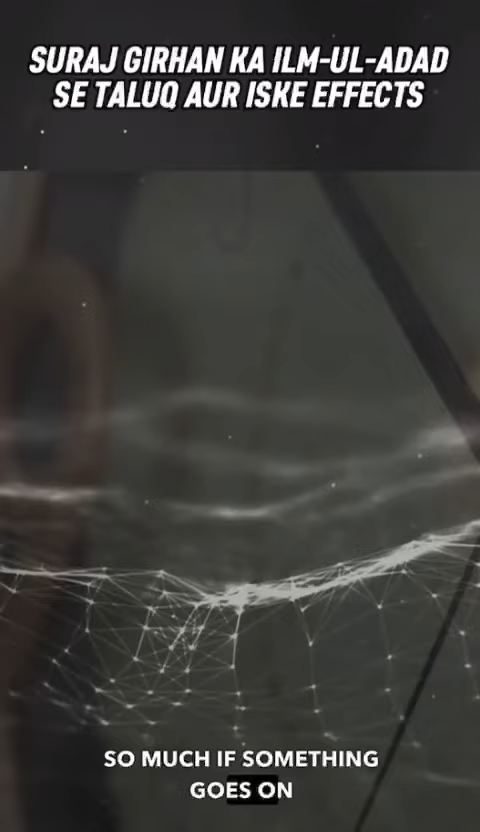 SURAJ GIRHAN KA ILM-UL-ADAD
SE TALUQ AUR ISKE EFFECTS
SO MUCH IF SOMETHING
GOES ON